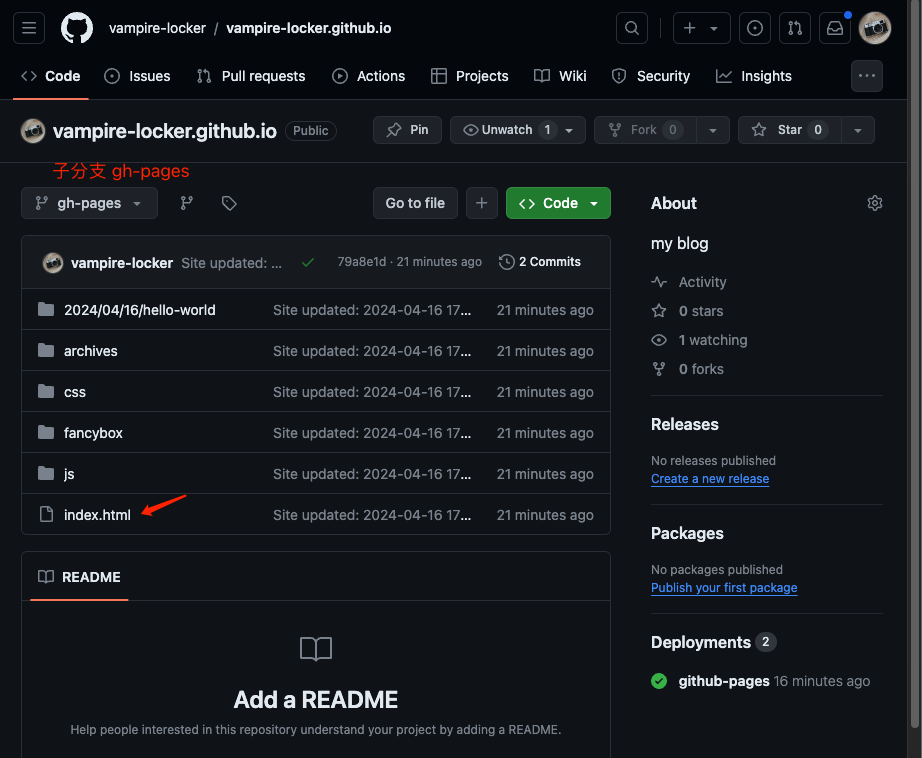 vampire-locker / vampire-locker.github.io
Code Issues Pull requests Actions Projects Wiki Security Insights
vampire-locker.github.io Public Pin Unwatch 1 Fork 0 Star 0
子分支 gh-pages
gh-pages Go to file Code
vampire-locker Site updated: ... 79a8e1d · 21 minutes ago 2 Commits
2024/04/16/hello-world Site updated: 2024-04-16 17... 21 minutes ago
archives Site updated: 2024-04-16 17... 21 minutes ago
css Site updated: 2024-04-16 17... 21 minutes ago
fancybox Site updated: 2024-04-16 17... 21 minutes ago
js Site updated: 2024-04-16 17... 21 minutes ago
index.html Site updated: 2024-04-16 17... 21 minutes ago
README
Add a README
Help people interested in this repository understand your project by adding a README.
About
my blog
Activity
0 stars
1 watching
0 forks
Releases
No releases published
Create a new release
Packages
No packages published
Publish your first package
Deployments 2
github-pages 16 minutes ago